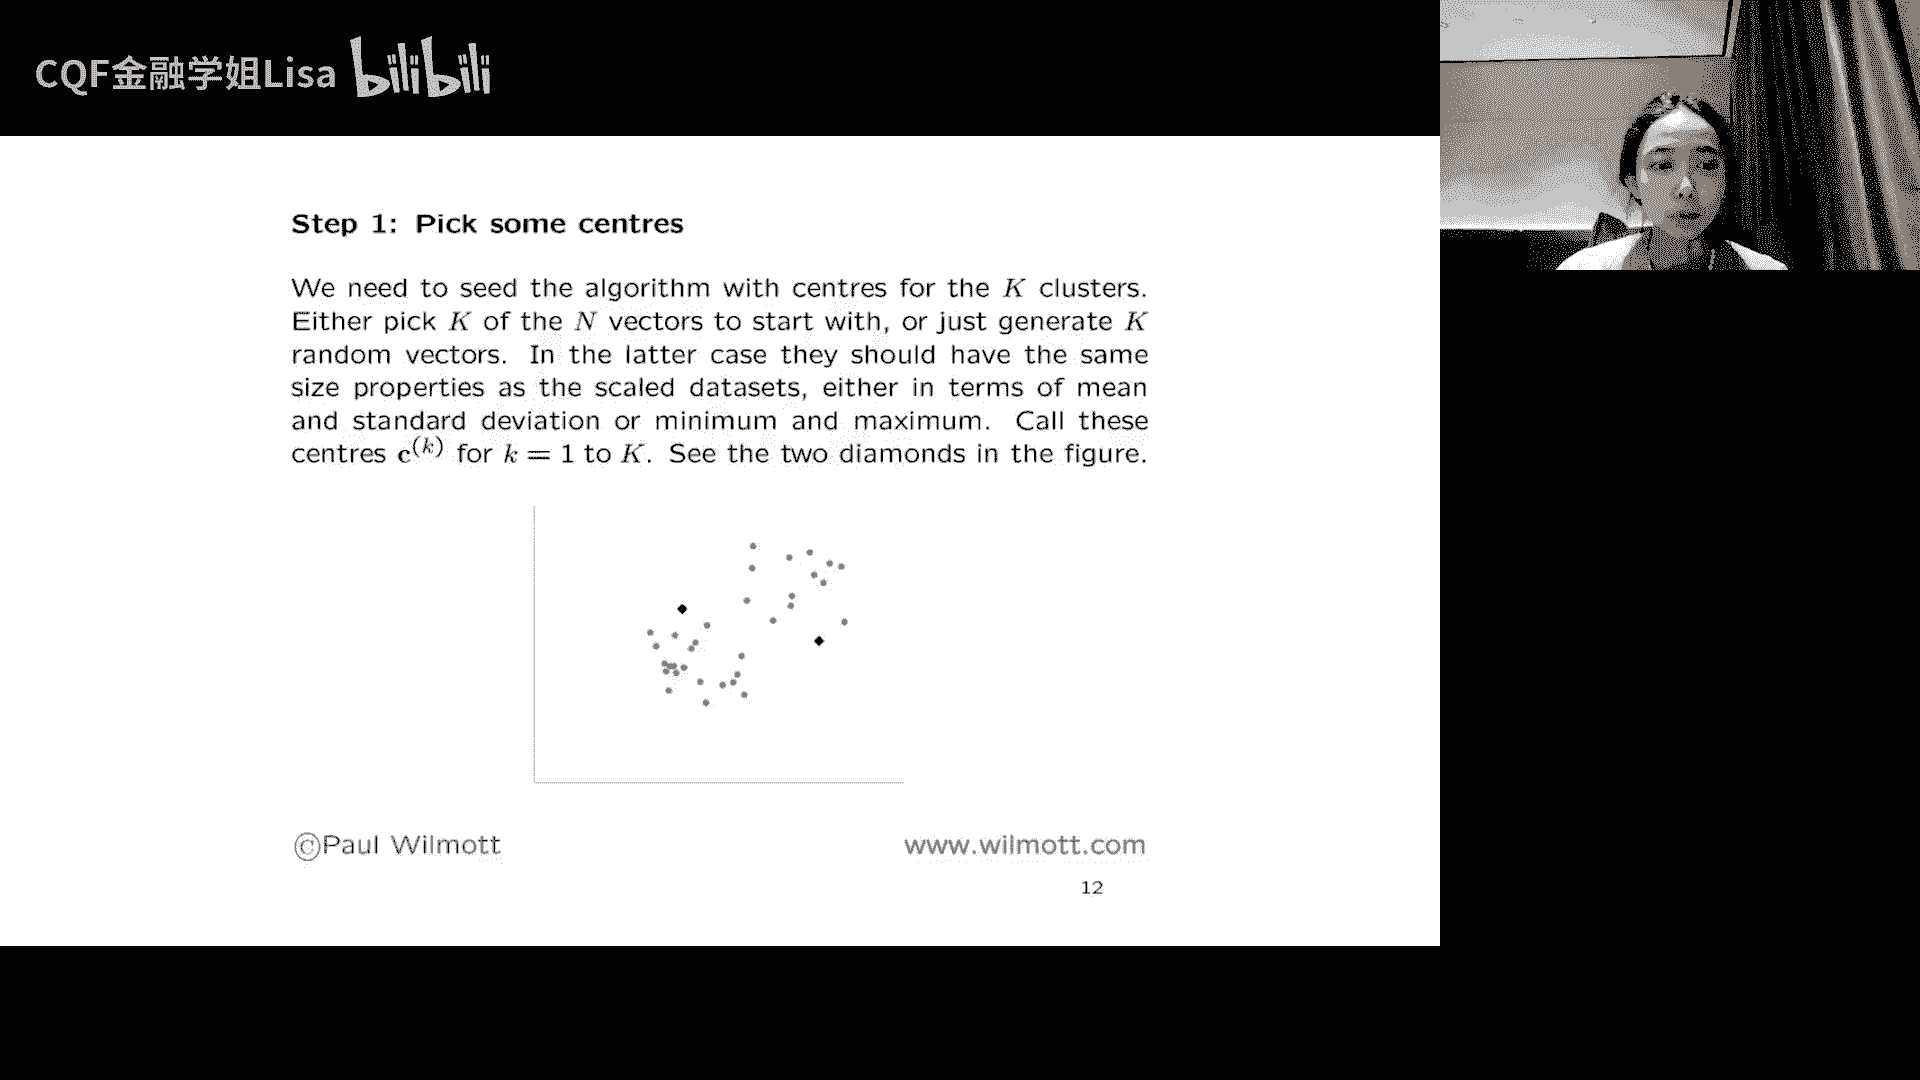 CQF金融学姐Lisa bilibili
Step 1: Pick some centres
We need to seed the algorithm with centres for the K clusters.
Either pick K of the N vectors to start with, or just generate K
random vectors. In the latter case they should have the same
size properties as the scaled datasets, either in terms of mean
and standard deviation or minimum and maximum. Call these
centres c^(k) for k = 1 to K. See the two diamonds in the figure.
©Paul Wilmott www.wilmott.com
12